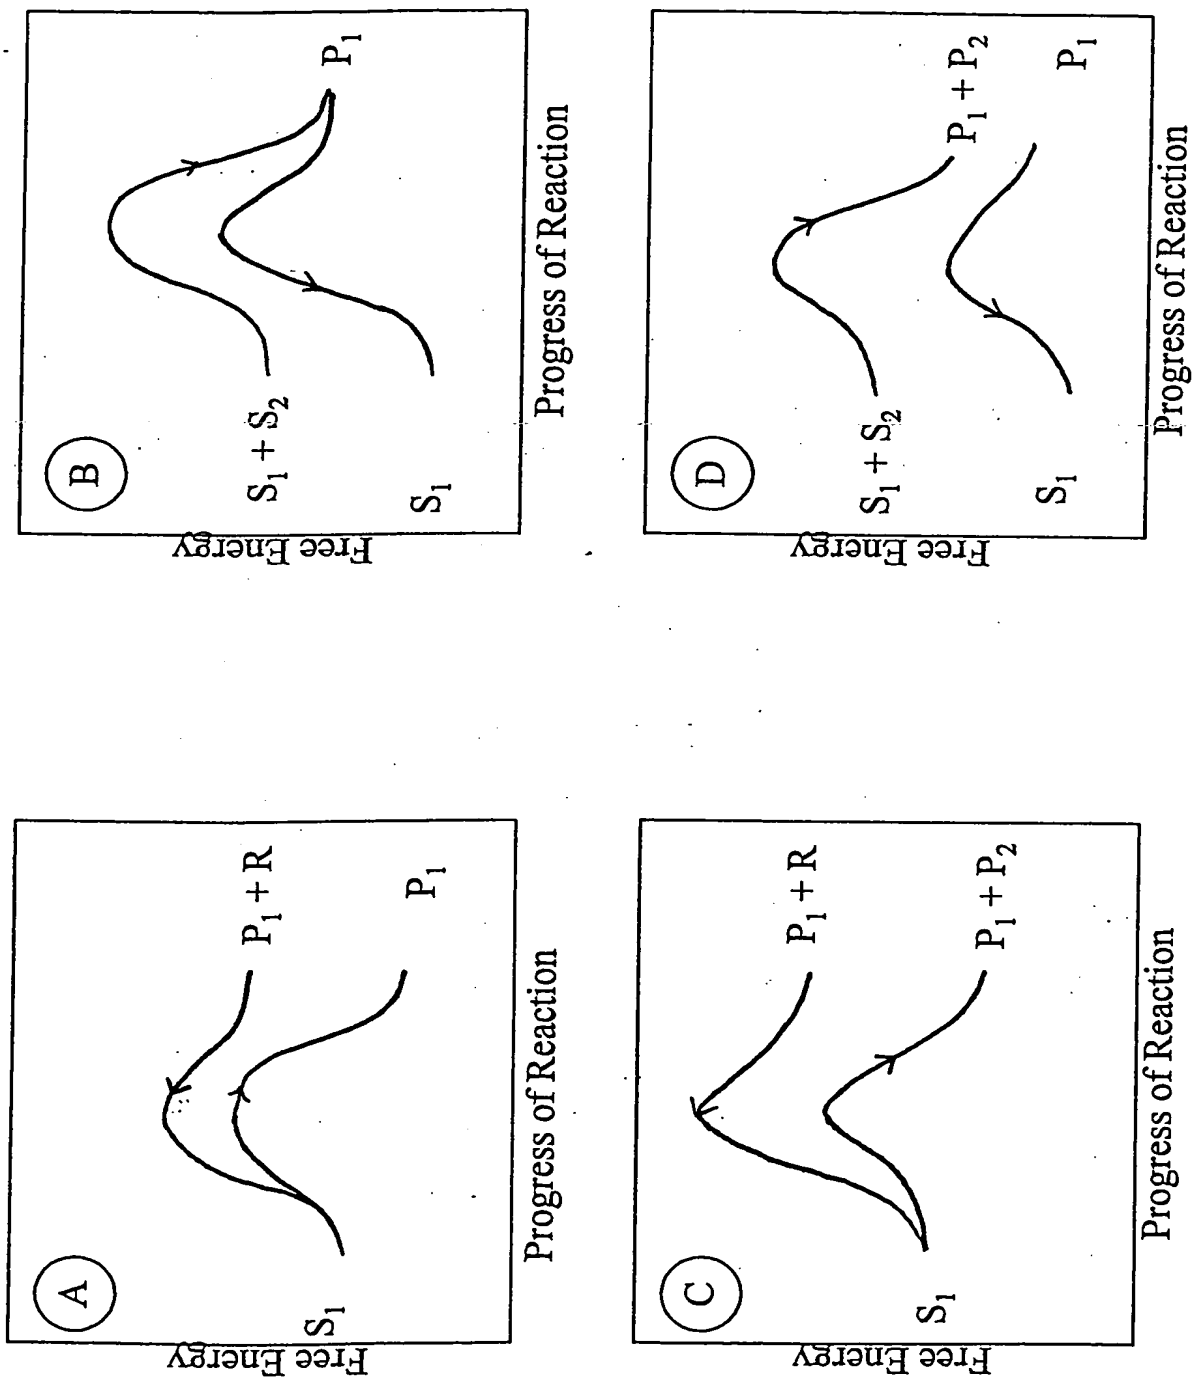 A
Free Energy
S1
P1 + R
P1
Progress of Reaction
B
Free Energy
S1 + S2
S1
P1
Progress of Reaction
C
Free Energy
S1
P1 + R
P1 + P2
Progress of Reaction
D
Free Energy
S1 + S2
S1
P1 + P2
P1
Progress of Reaction